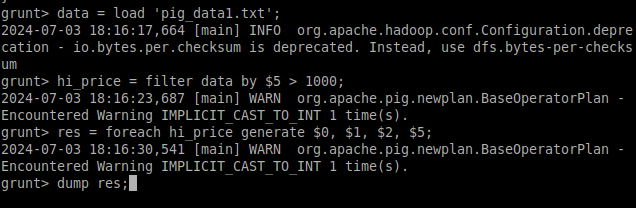 grunt> data = load 'pig_data1.txt';
2024-07-03 18:16:17,664 [main] INFO  org.apache.hadoop.conf.Configuration.depre
cation - io.bytes.per.checksum is deprecated. Instead, use dfs.bytes-per-checks
um
grunt> hi_price = filter data by $5 > 1000;
2024-07-03 18:16:23,687 [main] WARN  org.apache.pig.newplan.BaseOperatorPlan -
Encountered Warning IMPLICIT_CAST_TO_INT 1 time(s).
grunt> res = foreach hi_price generate $0, $1, $2, $5;
2024-07-03 18:16:30,541 [main] WARN  org.apache.pig.newplan.BaseOperatorPlan -
Encountered Warning IMPLICIT_CAST_TO_INT 1 time(s).
grunt> dump res;